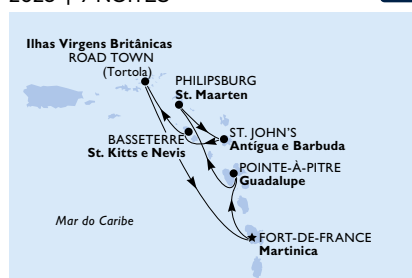 Ilhas Virgens Britânicas
ROAD TOWN
(Tortola)
PHILIPSBURG
St. Maarten
BASSETERRE
St. Kitts e Nevis
ST. JOHN'S
Antígua e Barbuda
POINTE-À-PITRE
Guadalupe
Mar do Caribe
FORT-DE-FRANCE
Martinica